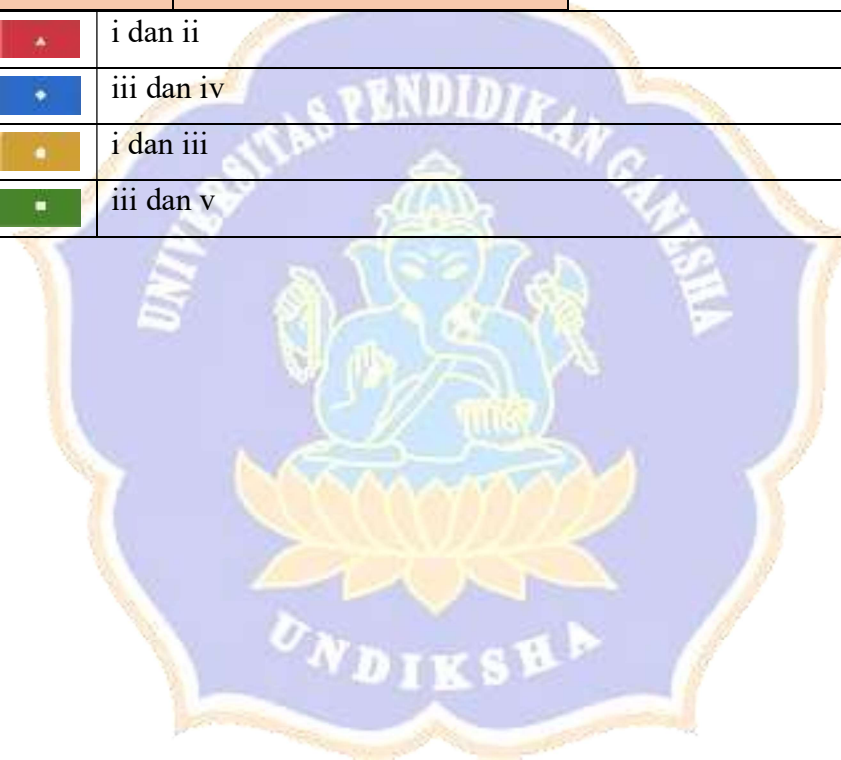 i dan ii
iii dan iv
i dan iii
iii dan v
UNIVERSITAS PENDIDIKAN GANESHA
UNDIKSHA